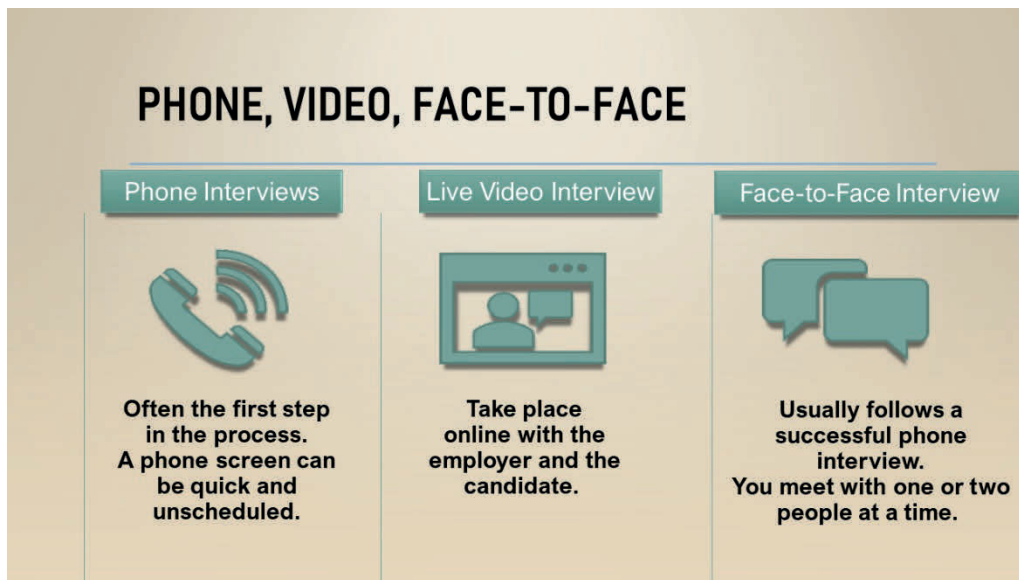 PHONE, VIDEO, FACE-TO-FACE
Phone Interviews
Often the first step
in the process.
A phone screen can
be quick and
unscheduled.
Live Video Interview
Take place
online with the
employer and the
candidate.
Face-to-Face Interview
Usually follows a
successful phone
interview.
You meet with one or two
people at a time.